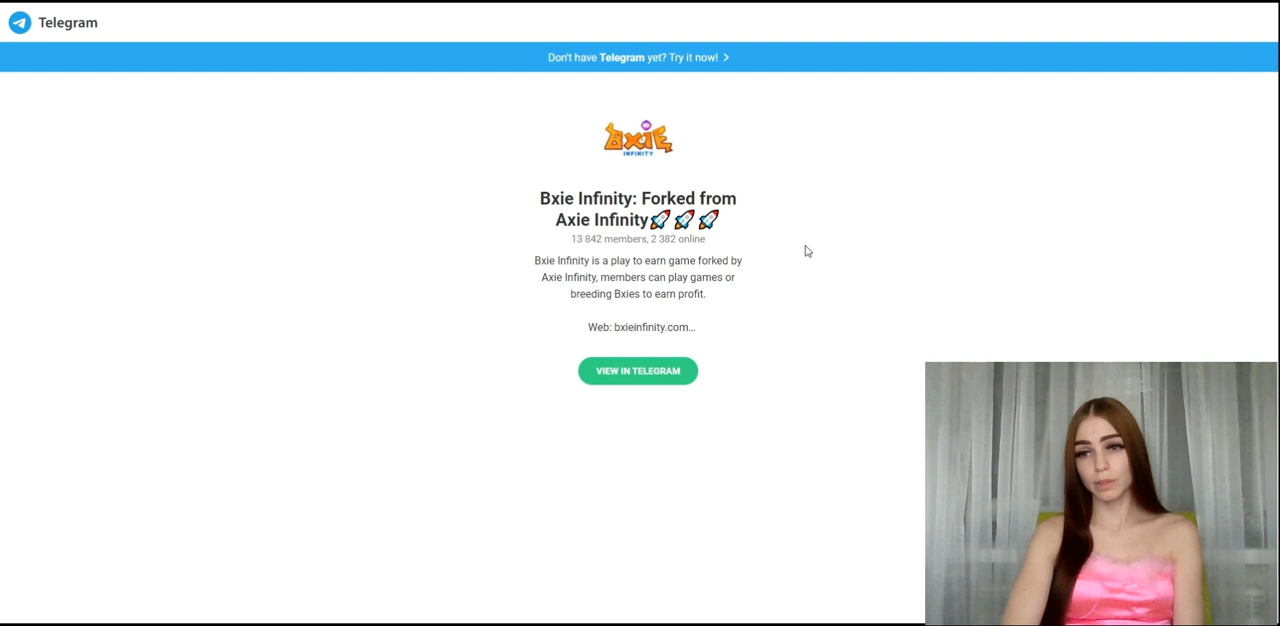 Telegram
Don't have Telegram yet? Try it now!
BXIE
INFINITY
Bxie Infinity: Forked from
Axie Infinity🚀🚀🚀
13 842 members, 2 382 online
Bxie Infinity is a play to earn game forked by
Axie Infinity, members can play games or
breeding Bxies to earn profit.
Web: bxieinfinity.com...
VIEW IN TELEGRAM